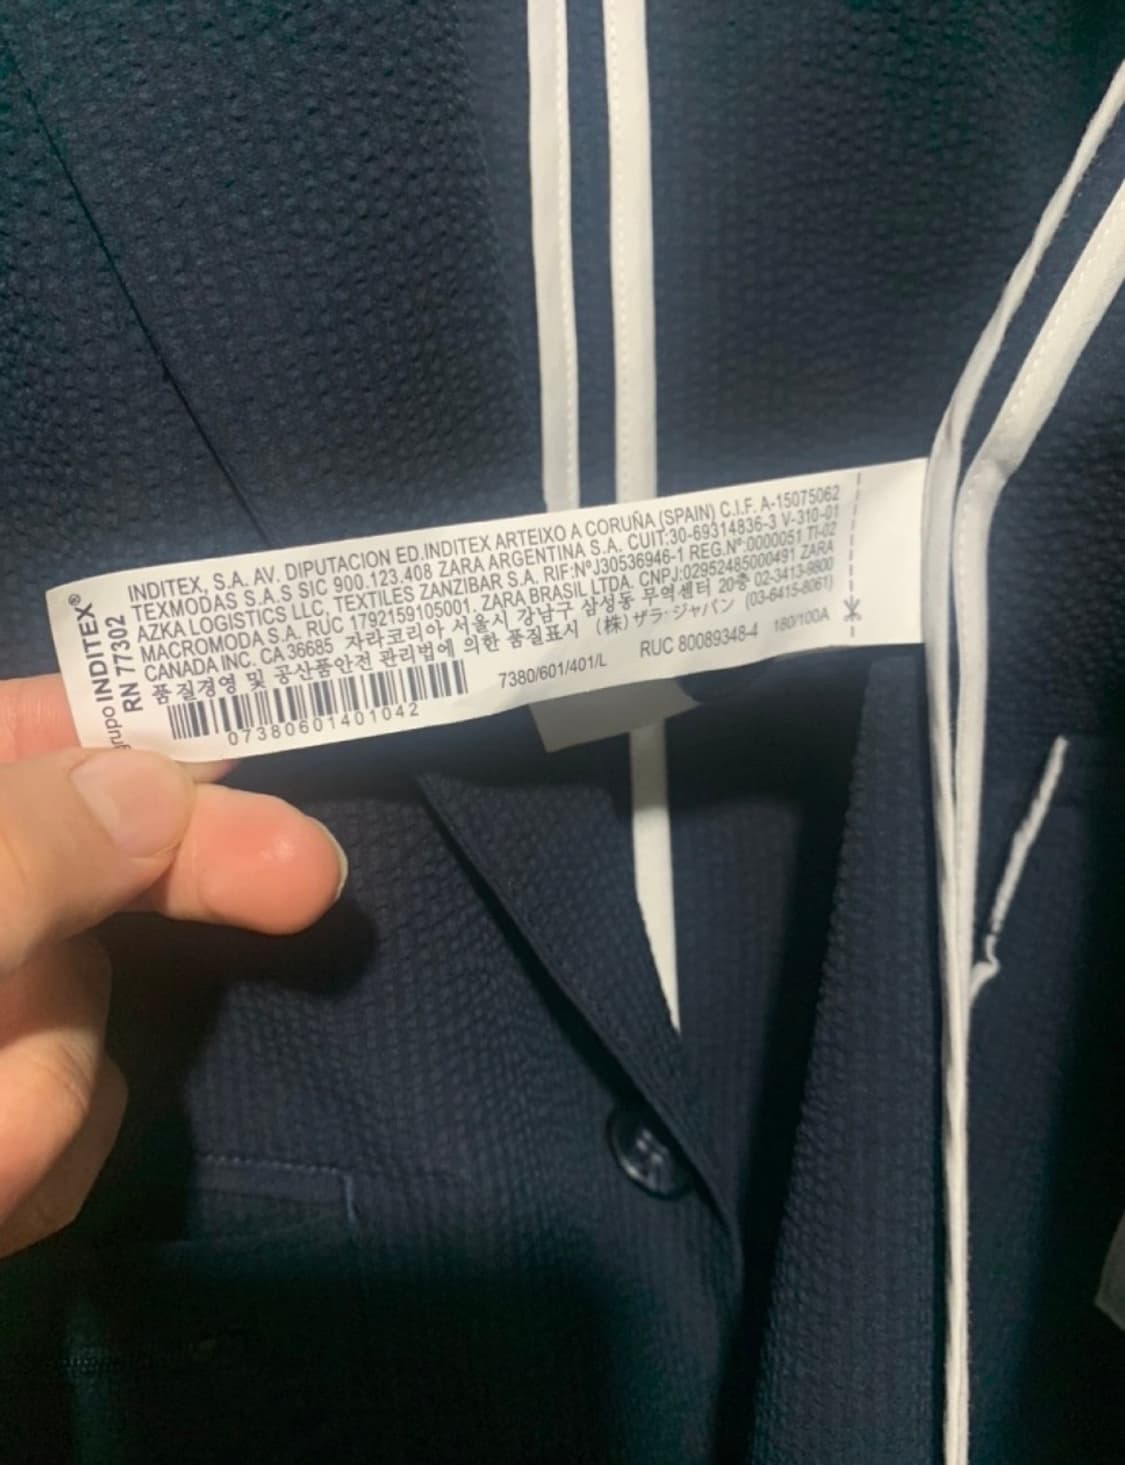 grupo INDITEX®
RN 77302
INDITEX, S.A. AV. DIPUTACION ED.INDITEX ARTEIXO A CORUÑA (SPAIN) C.I.F. A-15075062
TEXMODAS S.A.S SIC 900.123.408 ZARA ARGENTINA S.A. CUIT:30-69314836-3 V-310-01
AZKA LOGISTICS LLC, TEXTILES ZANZIBAR S.A. RIF:NºJ30536946-1 REG.Nº:0000051 TI-02
MACROMODA S.A. RUC 1792159105001. ZARA BRASIL LTDA. CNPJ:02952485000491 ZARA
CANADA INC. CA 36685 자라코리아 서울시 강남구 삼성동 무역센터 20층 02-3413-9800
품질경영 및 공산품안전 관리법에 의한 품질표시 (株)ザラ·ジャパン (03-6415-8061)
7380/601/401/L RUC 80089348-4 180/100A
07380601401042